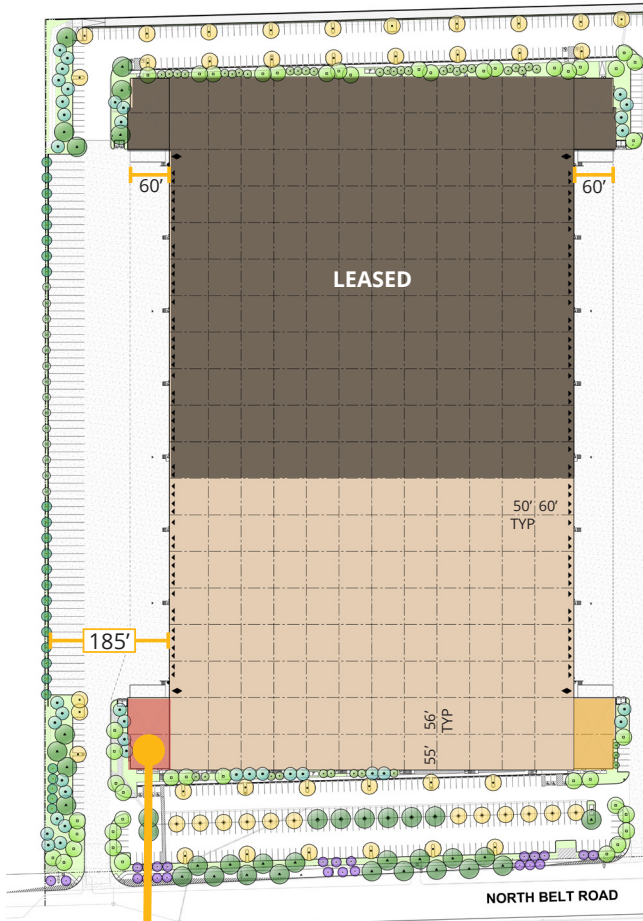 60’
60’
LEASED
50’ 60’
TYP
185’
55’ 56’
TYP
NORTH BELT ROAD